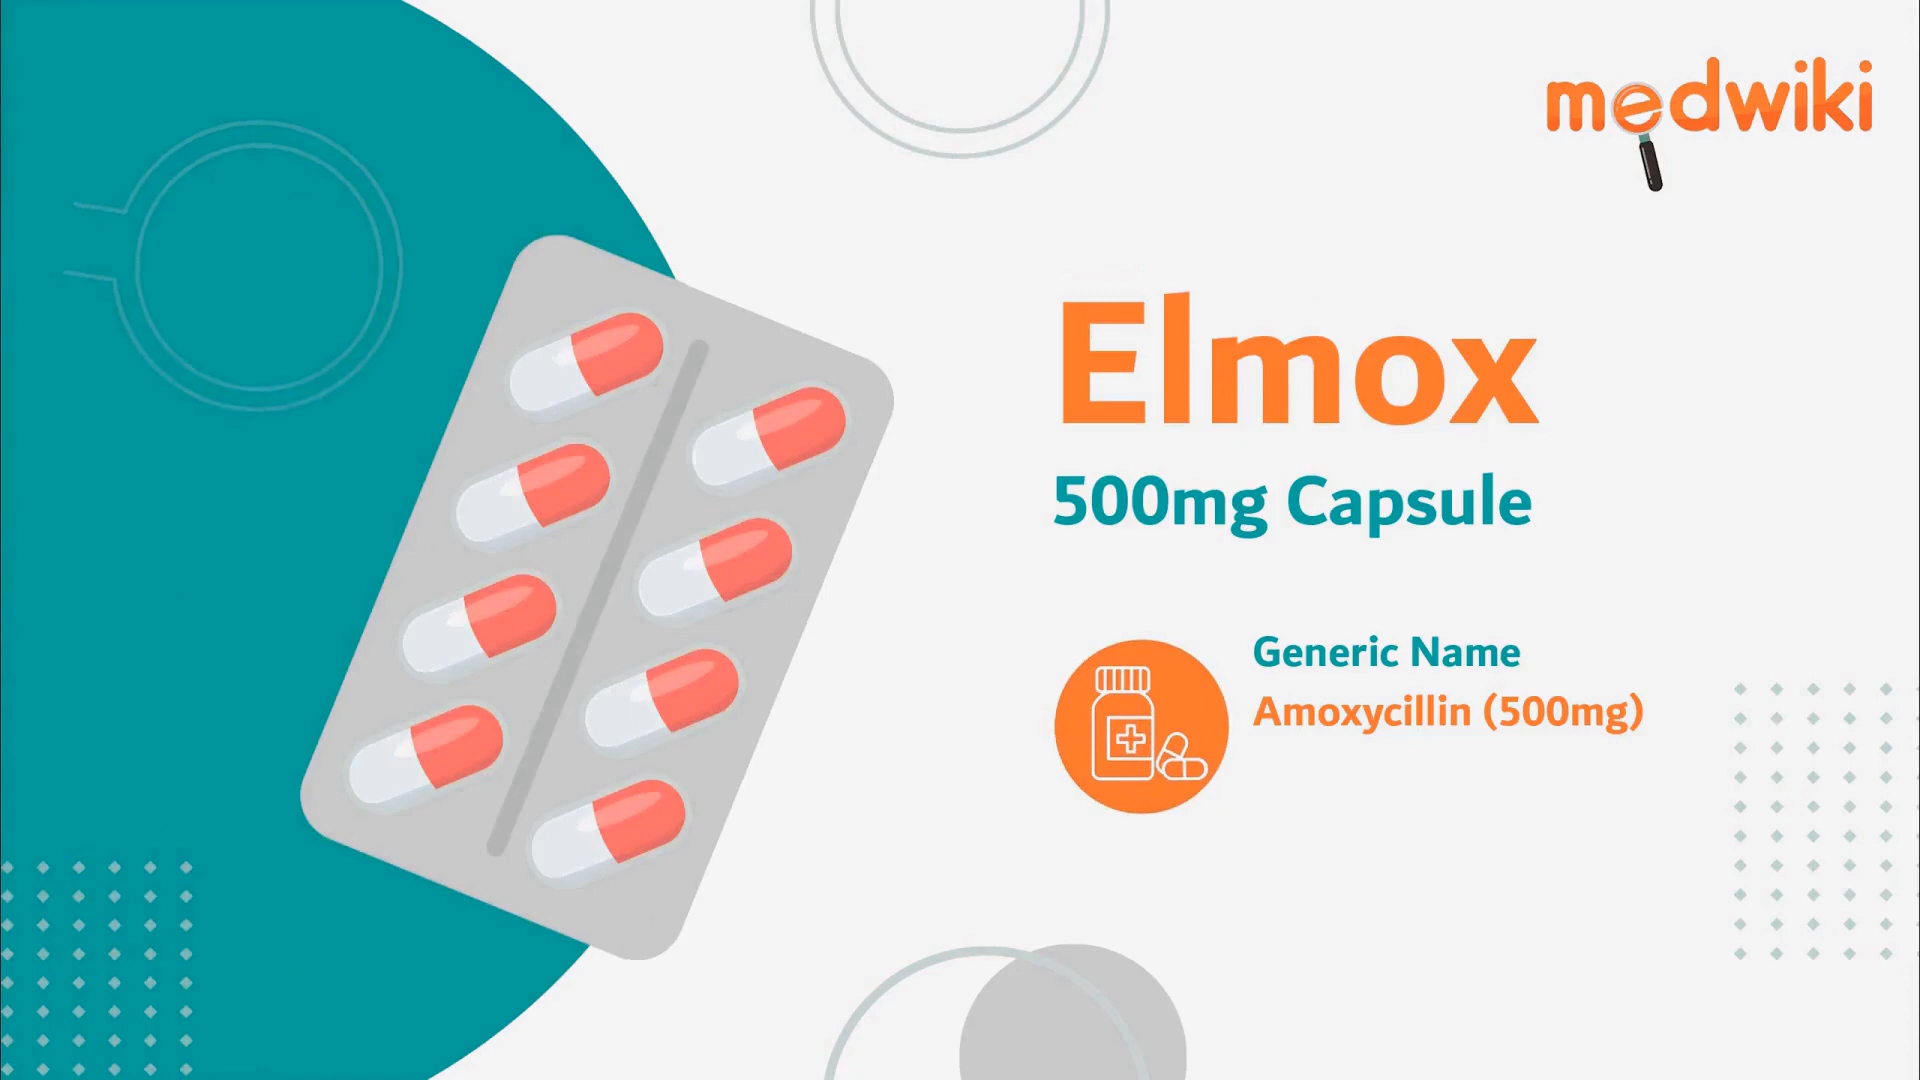 medwiki
Elmox
500mg Capsule
Generic Name
Amoxycillin (500mg)